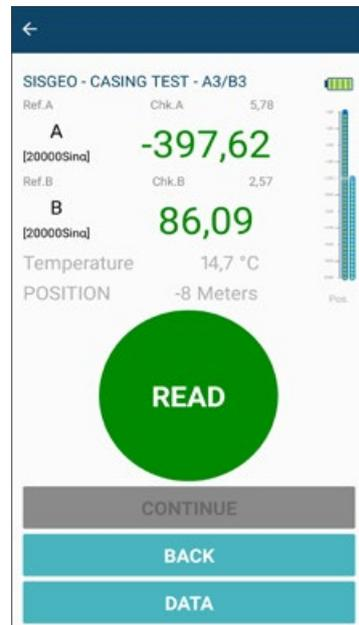 SISGEO - CASING TEST - A3/B3
Ref.A Chk.A 5,78
A
[20000Sinα] -397,62
Ref.B Chk.B 2,57
B
[20000Sinα] 86,09
Temperature 14,7 °C
POSITION -8 Meters
Pos.
READ
CONTINUE
BACK
DATA